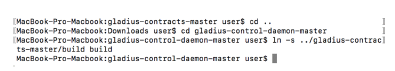 [MacBook-Pro-Macbook:gladius-contracts-master user$ cd ..]
[MacBook-Pro-Macbook:Downloads user$ cd gladius-control-daemon-master]
[MacBook-Pro-Macbook:gladius-control-daemon-master user$ ln -s ../gladius-contrac]
ts-master/build build
MacBook-Pro-Macbook:gladius-control-daemon-master user$